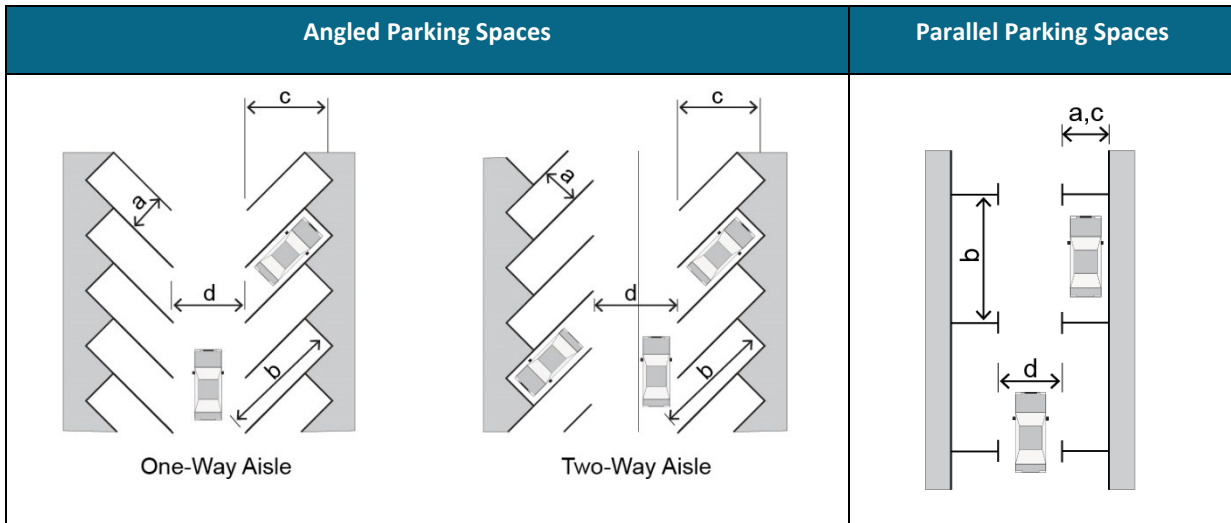 Angled Parking Spaces
Parallel Parking Spaces
c
a
d
b
One-Way Aisle
c
a
d
b
Two-Way Aisle
a,c
b
d